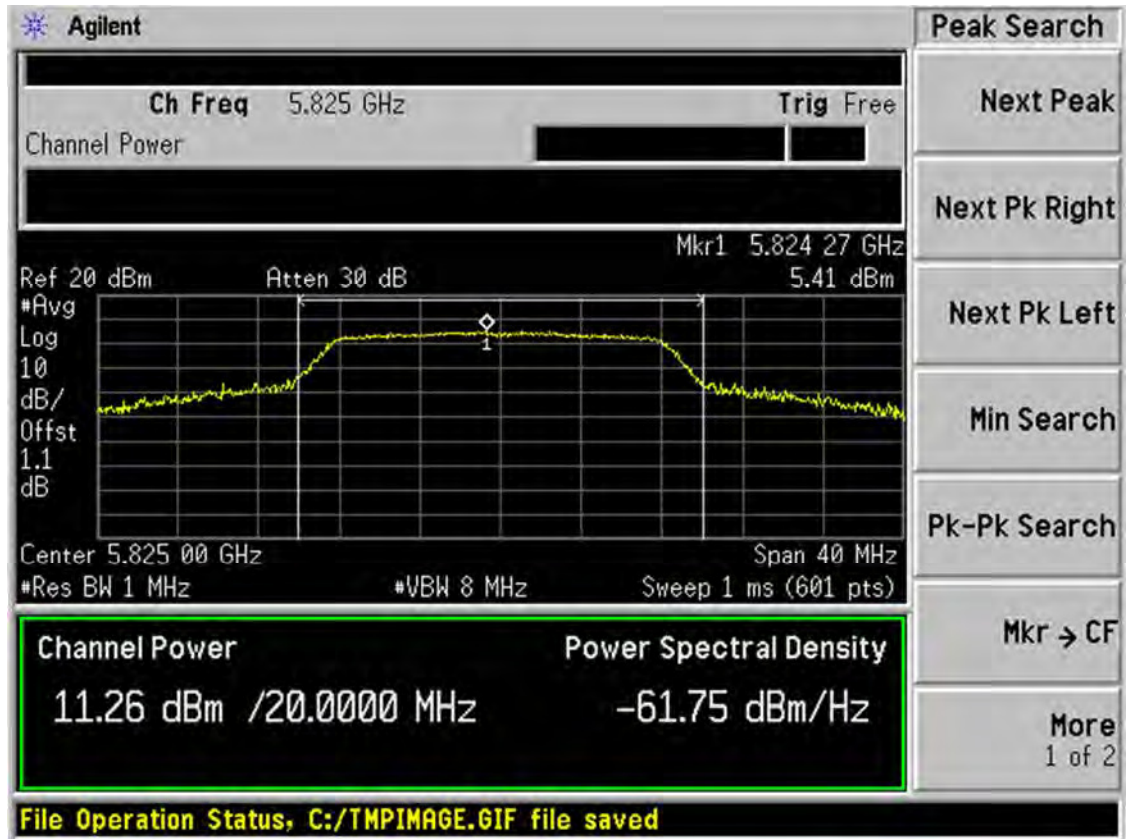 Agilent
Peak Search
Ch Freq 5.825 GHz
Trig Free
Channel Power
Mkr1 5.824 27 GHz
Ref 20 dBm
Atten 30 dB
5.41 dBm
#Avg
Log
10
dB/
Offst
1.1
dB
1
Center 5.825 00 GHz
Span 40 MHz
#Res BW 1 MHz
#VBW 8 MHz
Sweep 1 ms (601 pts)
Channel Power
Power Spectral Density
11.26 dBm /20.0000 MHz
-61.75 dBm/Hz
File Operation Status, C:/TMPIMAGE.GIF file saved
Next Peak
Next Pk Right
Next Pk Left
Min Search
Pk-Pk Search
Mkr → CF
More
1 of 2